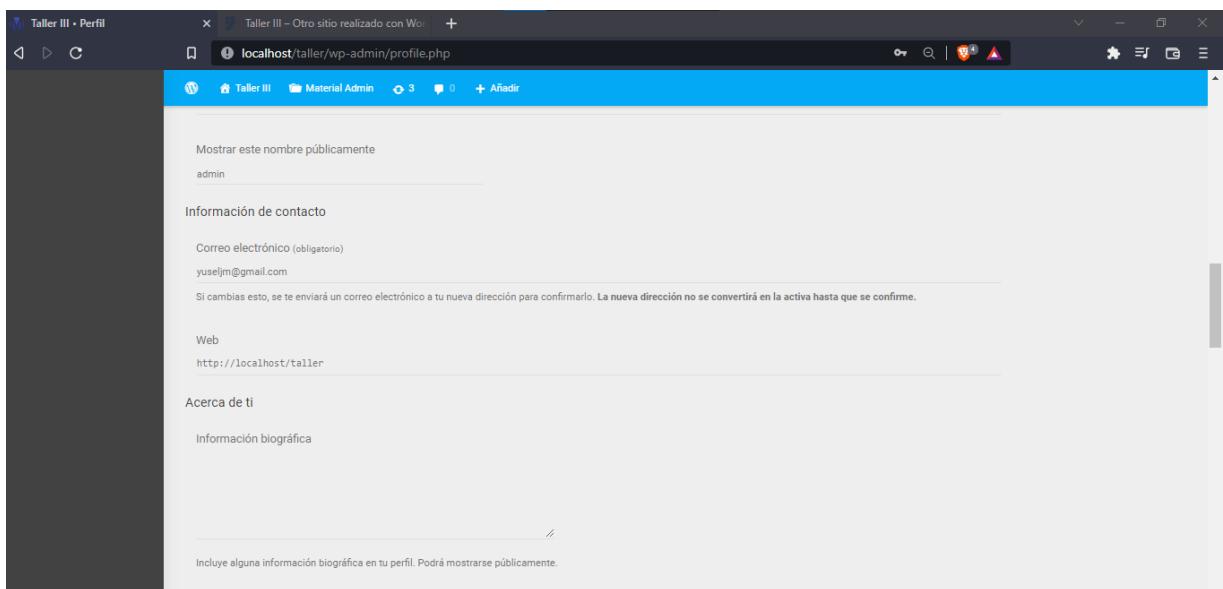 Taller III • Perfil
Taller III – Otro sitio realizado con Wor
localhost/taller/wp-admin/profile.php
4
Taller III Material Admin 3 0 + Añadir
Mostrar este nombre públicamente
admin
Información de contacto
Correo electrónico (obligatorio)
yuseljm@gmail.com
Si cambias esto, se te enviará un correo electrónico a tu nueva dirección para confirmarlo. La nueva dirección no se convertirá en la activa hasta que se confirme.
Web
http://localhost/taller
Acerca de ti
Información biográfica
Incluye alguna información biográfica en tu perfil. Podrá mostrarse públicamente.